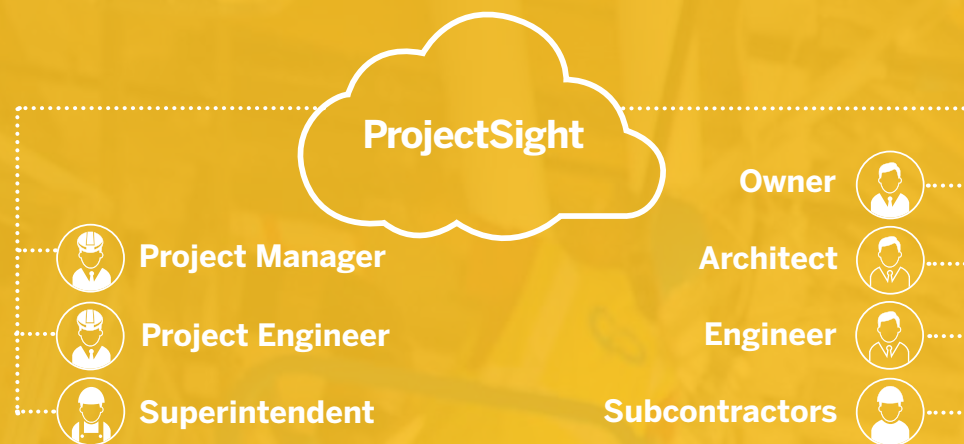 ProjectSight
Project Manager
Project Engineer
Superintendent
Owner
Architect
Engineer
Subcontractors